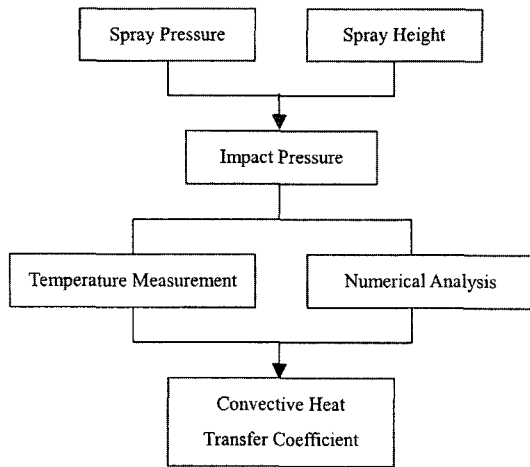 Spray Pressure
Spray Height
Impact Pressure
Temperature Measurement
Numerical Analysis
Convective Heat
Transfer Coefficient